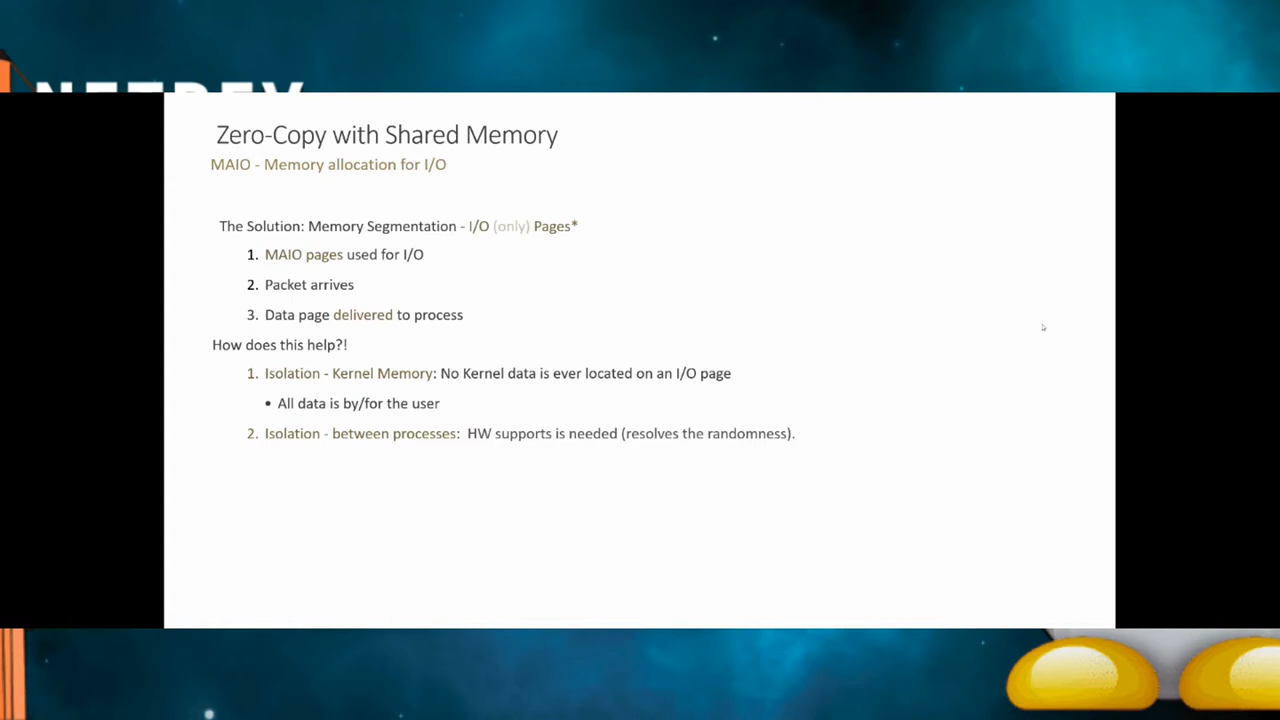 NETDEV
Zero-Copy with Shared Memory
MAIO - Memory allocation for I/O
The Solution: Memory Segmentation - I/O (only) Pages*
1. MAIO pages used for I/O
2. Packet arrives
3. Data page delivered to process
How does this help?!
1. Isolation - Kernel Memory: No Kernel data is ever located on an I/O page
• All data is by/for the user
2. Isolation - between processes: HW supports is needed (resolves the randomness).